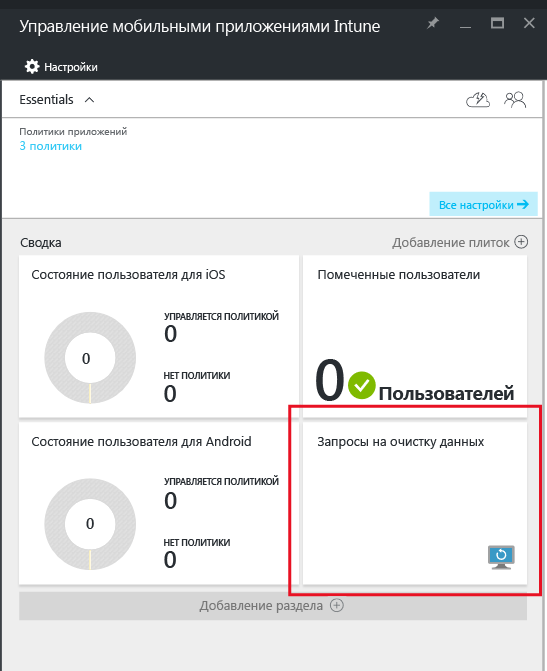 Управление мобильными приложениями Intune
Настройки
Essentials
Политики приложений
3 политики
Все настройки
Сводка
Добавление плиток
Состояние пользователя для iOS
0
УПРАВЛЯЕТСЯ ПОЛИТИКОЙ
0
НЕТ ПОЛИТИКИ
0
Помеченные пользователи
0 Пользователей
Состояние пользователя для Android
0
УПРАВЛЯЕТСЯ ПОЛИТИКОЙ
0
НЕТ ПОЛИТИКИ
0
Запросы на очистку данных
Добавление раздела